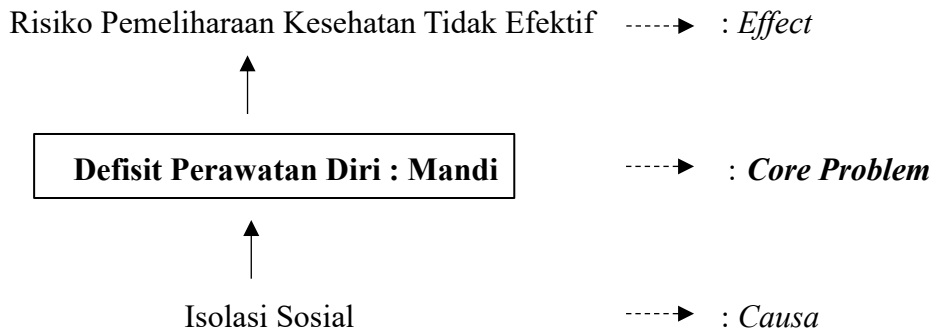 Risiko Pemeliharaan Kesehatan Tidak Efektif : Effect
Defisit Perawatan Diri : Mandi : Core Problem
Isolasi Sosial : Causa